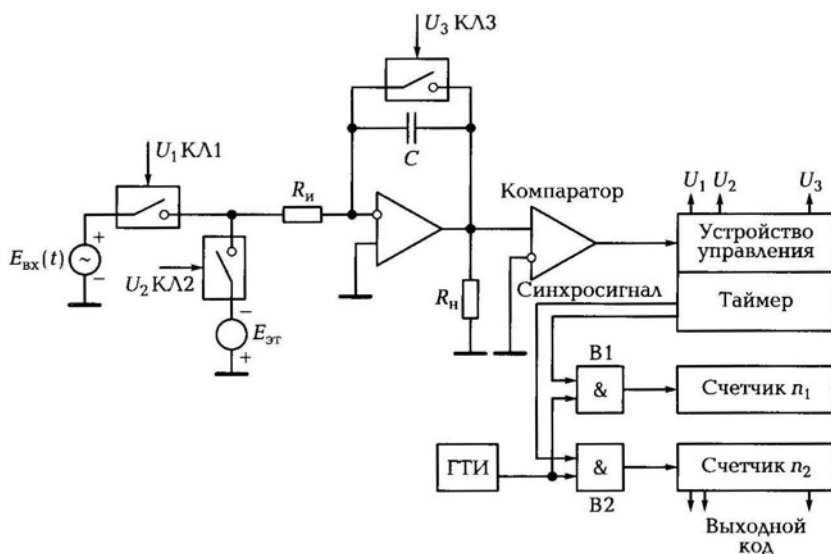 U₃ КЛ3
U₁ КЛ1
C
Rи
Компаратор
U₁ U₂ U₃
Устройство
управления
Eвх(t)
+
−
~
U₂ КЛ2
−
Eэт
+
Rн
Синхросигнал
Таймер
В1
&
Счетчик n₁
ГТИ
&
Счетчик n₂
В2
Выходной
код